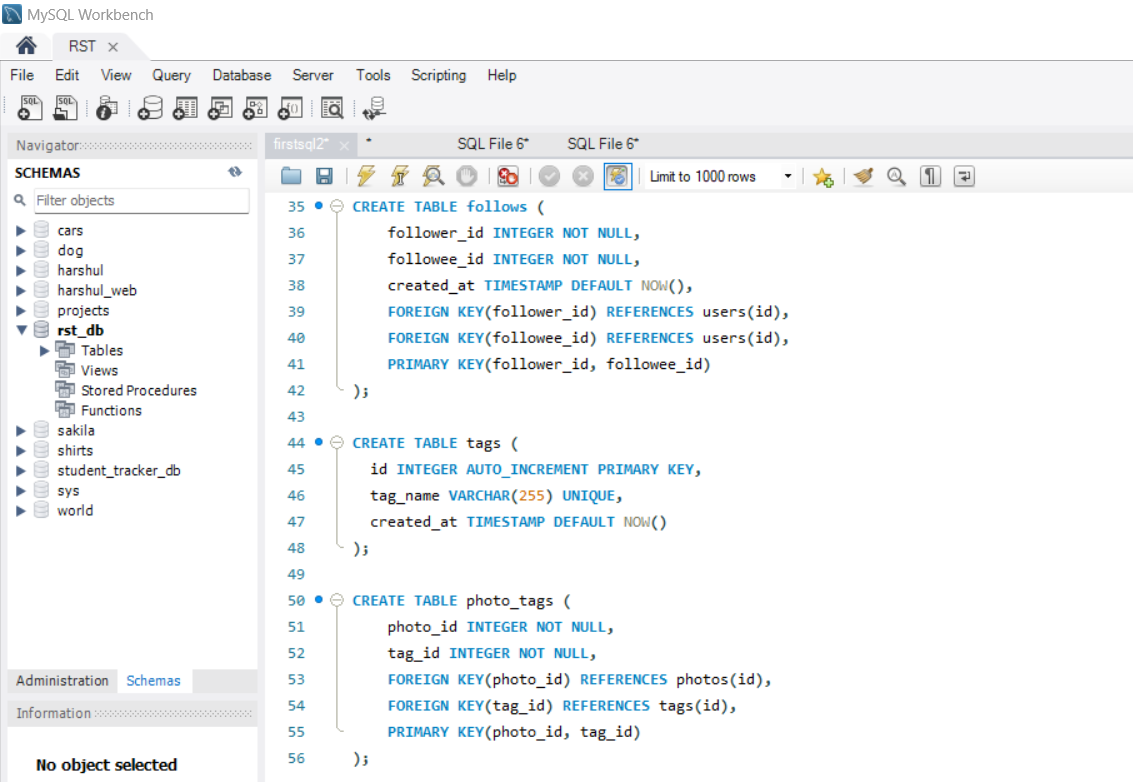 MySQL Workbench
RST
File Edit View Query Database Server Tools Scripting Help
Navigator
SCHEMAS
Filter objects
cars
dog
harshul
harshul_web
projects
rst_db
Tables
Views
Stored Procedures
Functions
sakila
shirts
student_tracker_db
sys
world
Administration Schemas
Information
No object selected
firstsql2* * SQL File 6* SQL File 6*
Limit to 1000 rows
35 CREATE TABLE follows (
36 follower_id INTEGER NOT NULL,
37 followee_id INTEGER NOT NULL,
38 created_at TIMESTAMP DEFAULT NOW(),
39 FOREIGN KEY(follower_id) REFERENCES users(id),
40 FOREIGN KEY(followee_id) REFERENCES users(id),
41 PRIMARY KEY(follower_id, followee_id)
42 );
43
44 CREATE TABLE tags (
45 id INTEGER AUTO_INCREMENT PRIMARY KEY,
46 tag_name VARCHAR(255) UNIQUE,
47 created_at TIMESTAMP DEFAULT NOW()
48 );
49
50 CREATE TABLE photo_tags (
51 photo_id INTEGER NOT NULL,
52 tag_id INTEGER NOT NULL,
53 FOREIGN KEY(photo_id) REFERENCES photos(id),
54 FOREIGN KEY(tag_id) REFERENCES tags(id),
55 PRIMARY KEY(photo_id, tag_id)
56 );